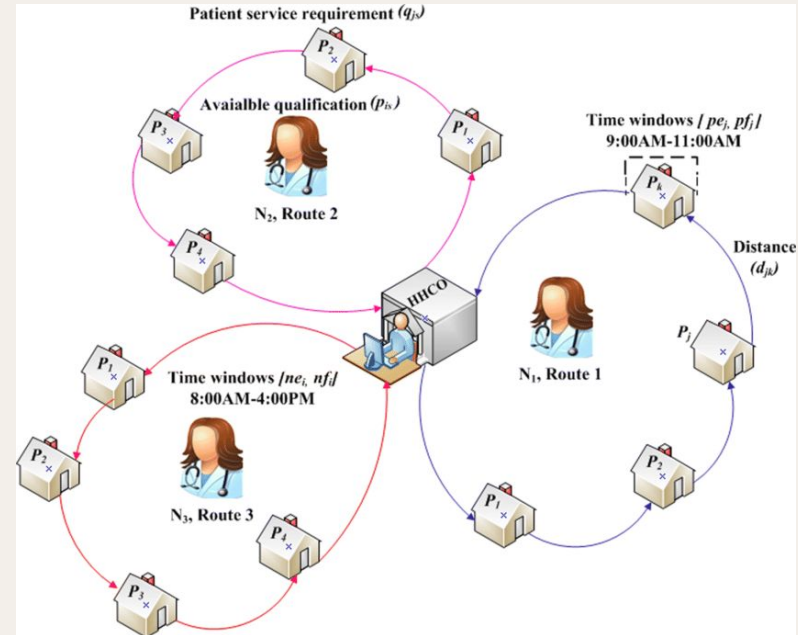 Patient service requirement (qjs)
P2
Avaialble qualification (pis)
P3
P1
Time windows [ pej, pfj]
9:00AM-11:00AM
Pk
N2, Route 2
P4
Distance
(djk)
HHCO
Pj
P1
Time windows [nei, nfi]
8:00AM-4:00PM
N1, Route 1
P2
P2
P1
N3, Route 3
P4
P3